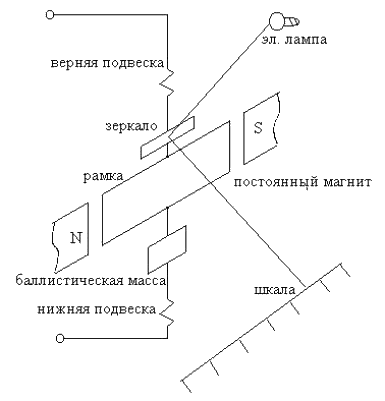 эл. лампа
верняя подвеска
зеркало
S
рамка
постоянный магнит
N
баллистическая масса
шкала
нижняя подвеска